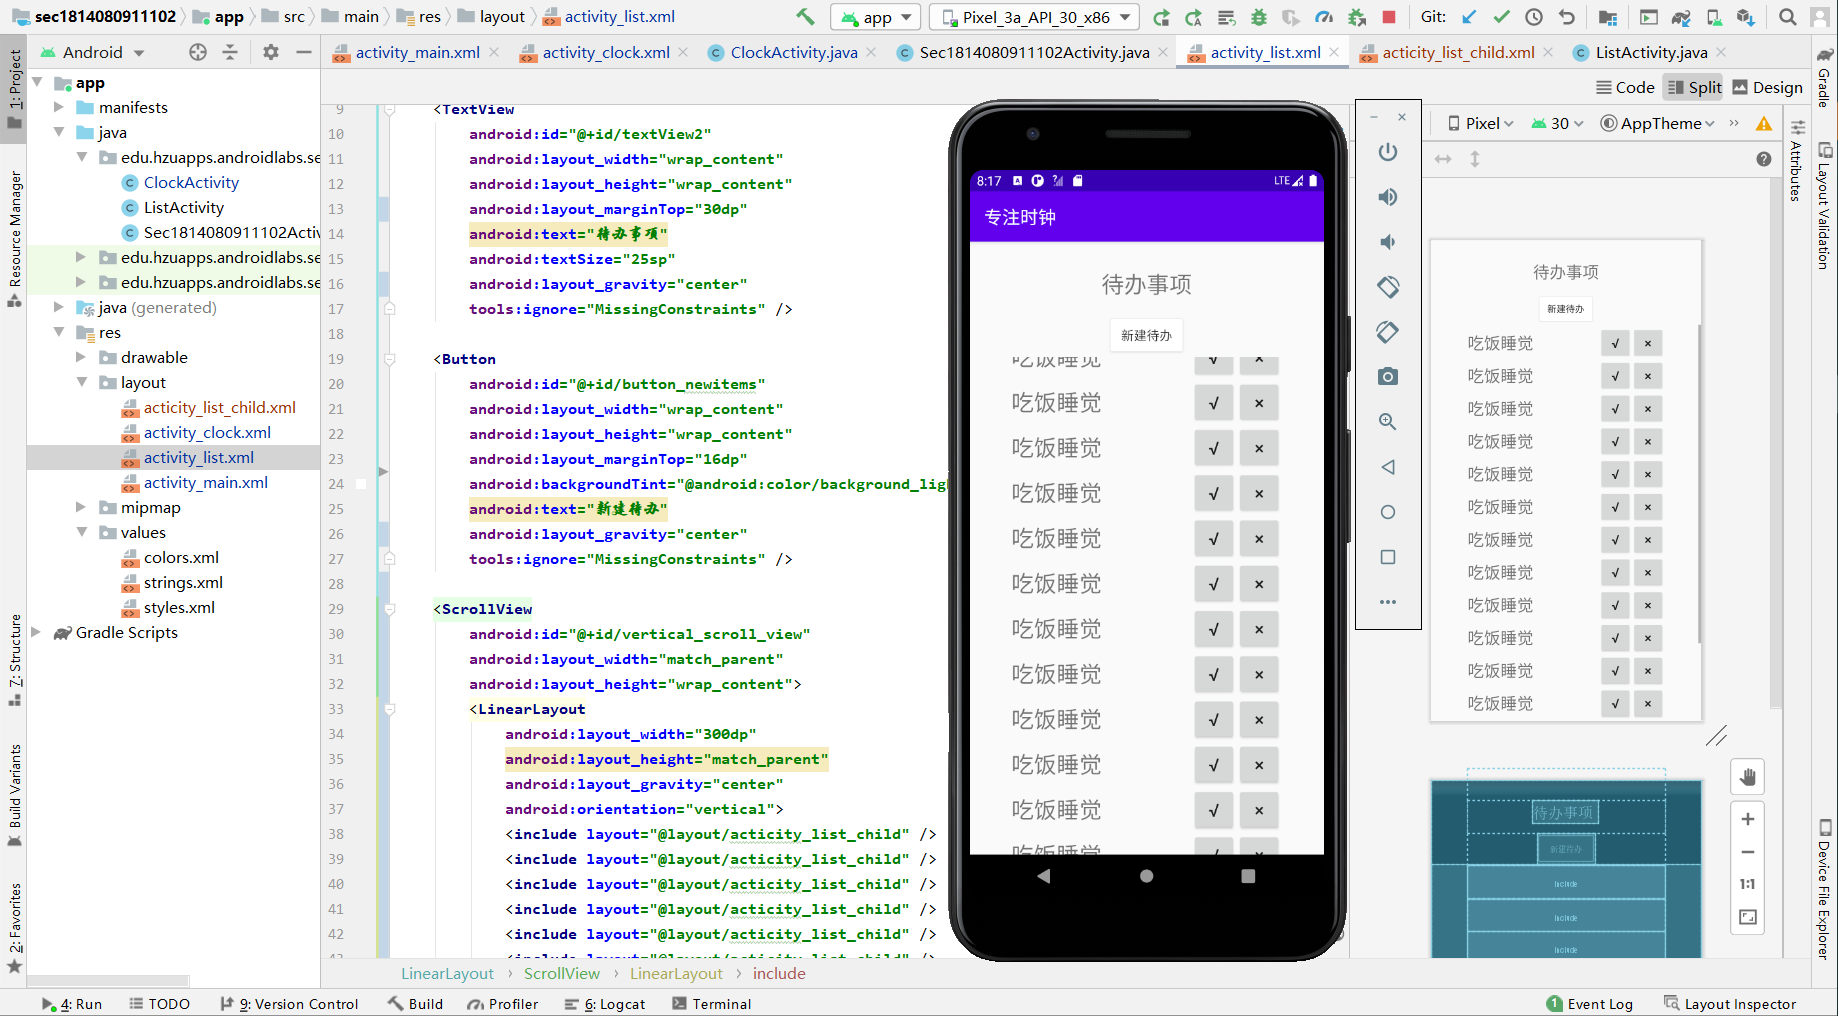 sec1814080911102 app src main res layout activity_list.xml app Pixel_3a_API_30_x86 Git:
Android activity_main.xml activity_clock.xml ClockActivity.java Sec1814080911102Activity.java activity_list.xml acticity_list_child.xml ListActivity.java
Code Split Design
1: Project
Resource Manager
7: Structure
Build Variants
2: Favorites
app
manifests
java
edu.hzuapps.androidlabs.se
ClockActivity
ListActivity
Sec1814080911102Activ
edu.hzuapps.androidlabs.se
edu.hzuapps.androidlabs.se
java (generated)
res
drawable
layout
acticity_list_child.xml
activity_clock.xml
activity_list.xml
activity_main.xml
mipmap
values
colors.xml
strings.xml
styles.xml
Gradle Scripts
9 <TextView
10 android:id="@+id/textView2"
11 android:layout_width="wrap_content"
12 android:layout_height="wrap_content"
13 android:layout_marginTop="30dp"
14 android:text="待办事项"
15 android:textSize="25sp"
16 android:layout_gravity="center"
17 tools:ignore="MissingConstraints" />
18
19 <Button
20 android:id="@+id/button_newitems"
21 android:layout_width="wrap_content"
22 android:layout_height="wrap_content"
23 android:layout_marginTop="16dp"
24 android:backgroundTint="@android:color/background_lig
25 android:text="新建待办"
26 android:layout_gravity="center"
27 tools:ignore="MissingConstraints" />
28
29 <ScrollView
30 android:id="@+id/vertical_scroll_view"
31 android:layout_width="match_parent"
32 android:layout_height="wrap_content">
33 <LinearLayout
34 android:layout_width="300dp"
35 android:layout_height="match_parent"
36 android:layout_gravity="center"
37 android:orientation="vertical">
38 <include layout="@layout/acticity_list_child" />
39 <include layout="@layout/acticity_list_child" />
40 <include layout="@layout/acticity_list_child" />
41 <include layout="@layout/acticity_list_child" />
42 <include layout="@layout/acticity_list_child" />
43 <include layout="@layout/acticity_list_child" />
LinearLayout › ScrollView › LinearLayout › include
8:17 LTE
专注时钟
待办事项
新建待办
吃饭睡觉 √ ×
吃饭睡觉 √ ×
吃饭睡觉 √ ×
吃饭睡觉 √ ×
吃饭睡觉 √ ×
吃饭睡觉 √ ×
吃饭睡觉 √ ×
吃饭睡觉 √ ×
吃饭睡觉 √ ×
吃饭睡觉 √ ×
吃饭睡觉 √ ×
吃饭睡觉 √ ×
Pixel 30 AppTheme
待办事项
新建待办
吃饭睡觉 √ ×
吃饭睡觉 √ ×
吃饭睡觉 √ ×
吃饭睡觉 √ ×
吃饭睡觉 √ ×
吃饭睡觉 √ ×
吃饭睡觉 √ ×
吃饭睡觉 √ ×
吃饭睡觉 √ ×
吃饭睡觉 √ ×
吃饭睡觉 √ ×
吃饭睡觉 √ ×
待办事项
新建待办
include
include
include
1:1
Attributes
Gradle
Layout Validation
Device File Explorer
4: Run TODO 9: Version Control Build Profiler 6: Logcat Terminal 1 Event Log Layout Inspector